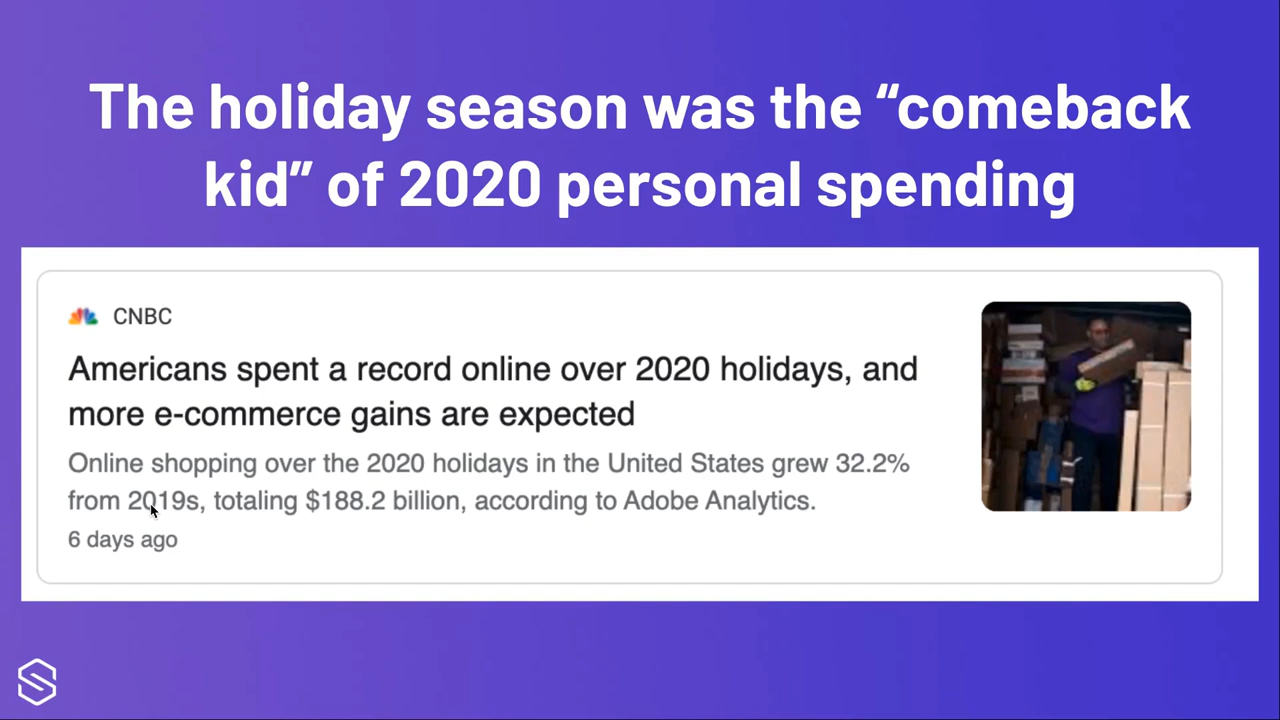 The holiday season was the “comeback
kid” of 2020 personal spending
CNBC
Americans spent a record online over 2020 holidays, and
more e-commerce gains are expected
Online shopping over the 2020 holidays in the United States grew 32.2%
from 2019s, totaling $188.2 billion, according to Adobe Analytics.
6 days ago